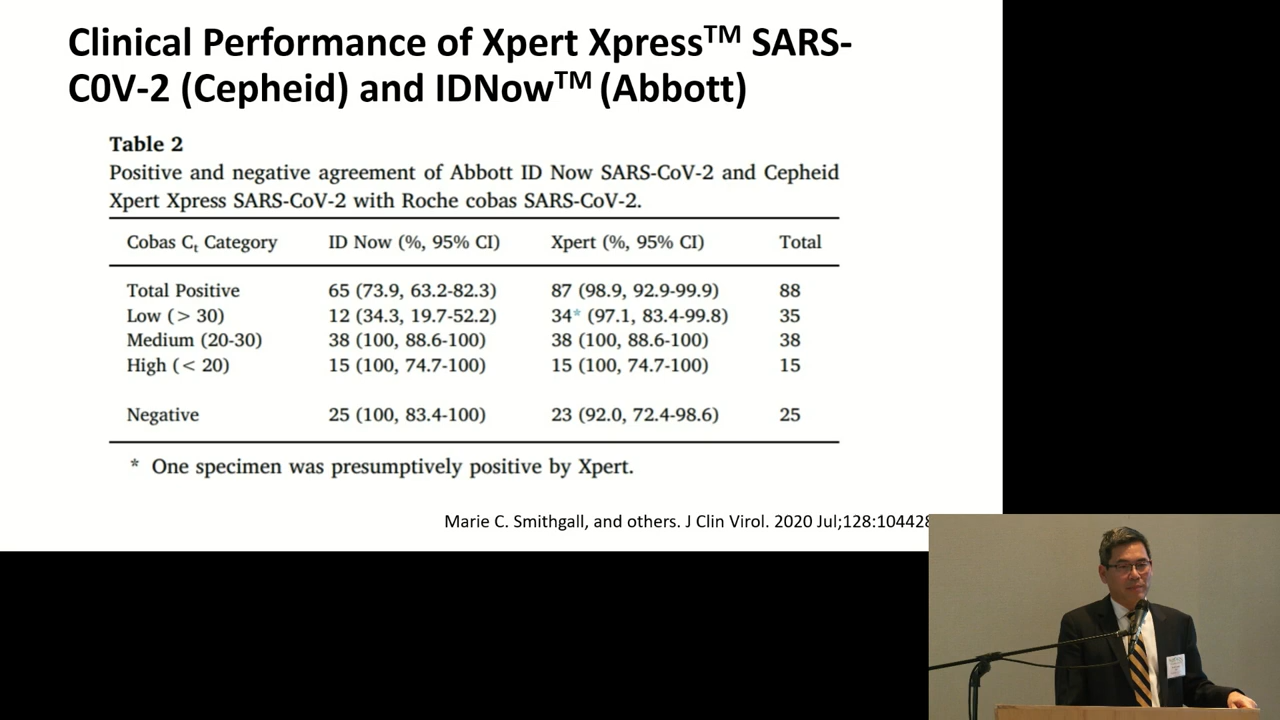 Clinical Performance of Xpert Xpress™ SARS-
C0V-2 (Cepheid) and IDNow™ (Abbott)
Table 2
Positive and negative agreement of Abbott ID Now SARS-CoV-2 and Cepheid
Xpert Xpress SARS-CoV-2 with Roche cobas SARS-CoV-2.
Cobas Ct Category ID Now (%, 95% CI) Xpert (%, 95% CI) Total
Total Positive 65 (73.9, 63.2-82.3) 87 (98.9, 92.9-99.9) 88
Low (> 30) 12 (34.3, 19.7-52.2) 34* (97.1, 83.4-99.8) 35
Medium (20-30) 38 (100, 88.6-100) 38 (100, 88.6-100) 38
High (< 20) 15 (100, 74.7-100) 15 (100, 74.7-100) 15
Negative 25 (100, 83.4-100) 23 (92.0, 72.4-98.6) 25
* One specimen was presumptively positive by Xpert.
Marie C. Smithgall, and others. J Clin Virol. 2020 Jul;128:104428